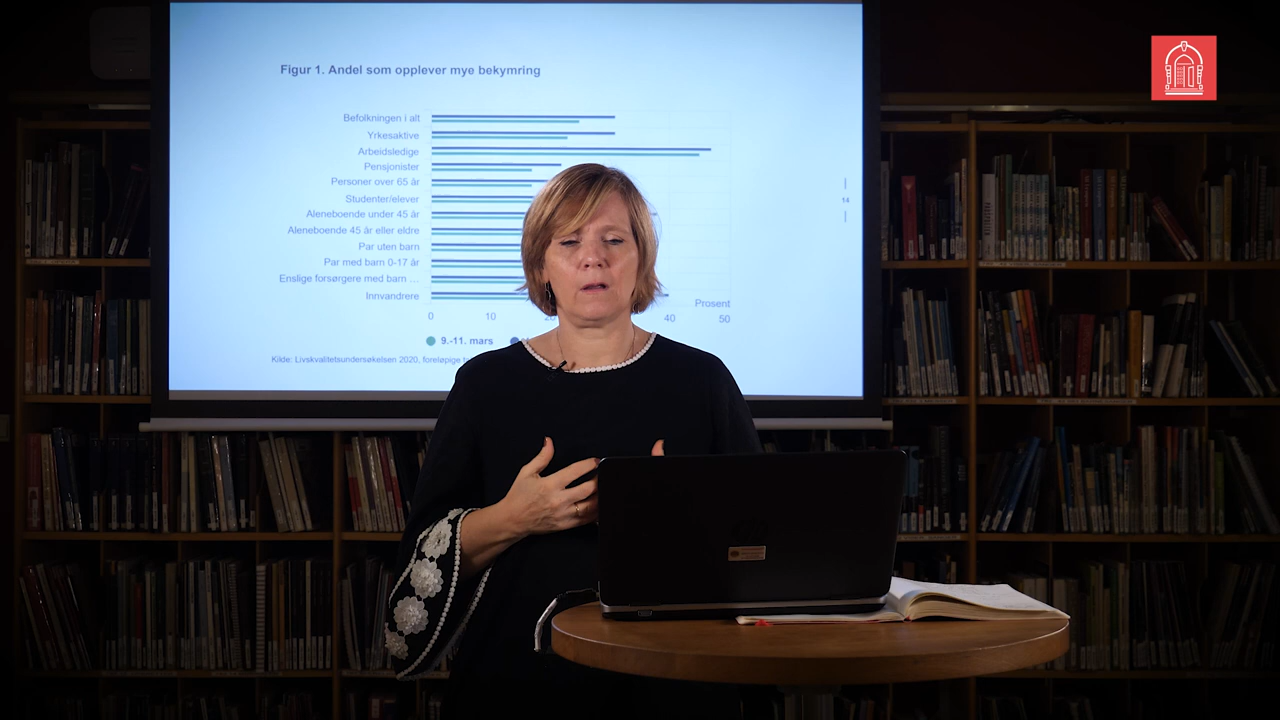 Figur 1. Andel som opplever mye bekymring
Befolkningen i alt
Yrkesaktive
Arbeidsledige
Pensjonister
Personer over 65 år
Studenter/elever
Aleneboende under 45 år
Aleneboende 45 år eller eldre
Par uten barn
Par med barn 0-17 år
Enslige forsørgere med barn ...
Innvandrere
Prosent
0 10 40 50
9.-11. mars
Kilde: Livskvalitetsundersøkelsen 2020, foreløpige
14